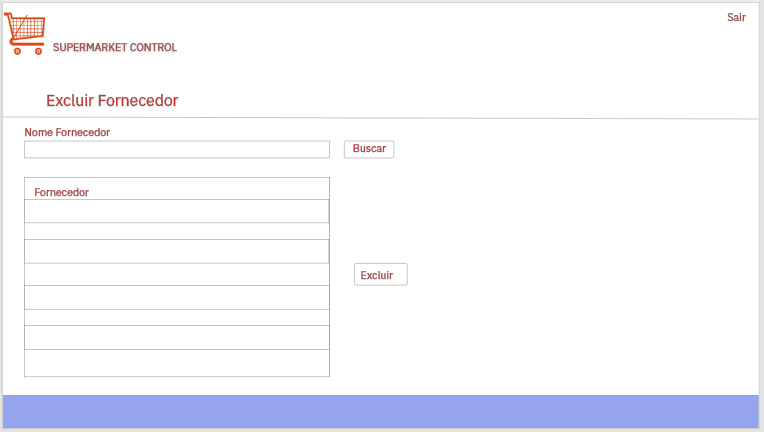 Sair
SUPERMARKET CONTROL
Excluir Fornecedor
Nome Fornecedor
Buscar
Fornecedor
Excluir